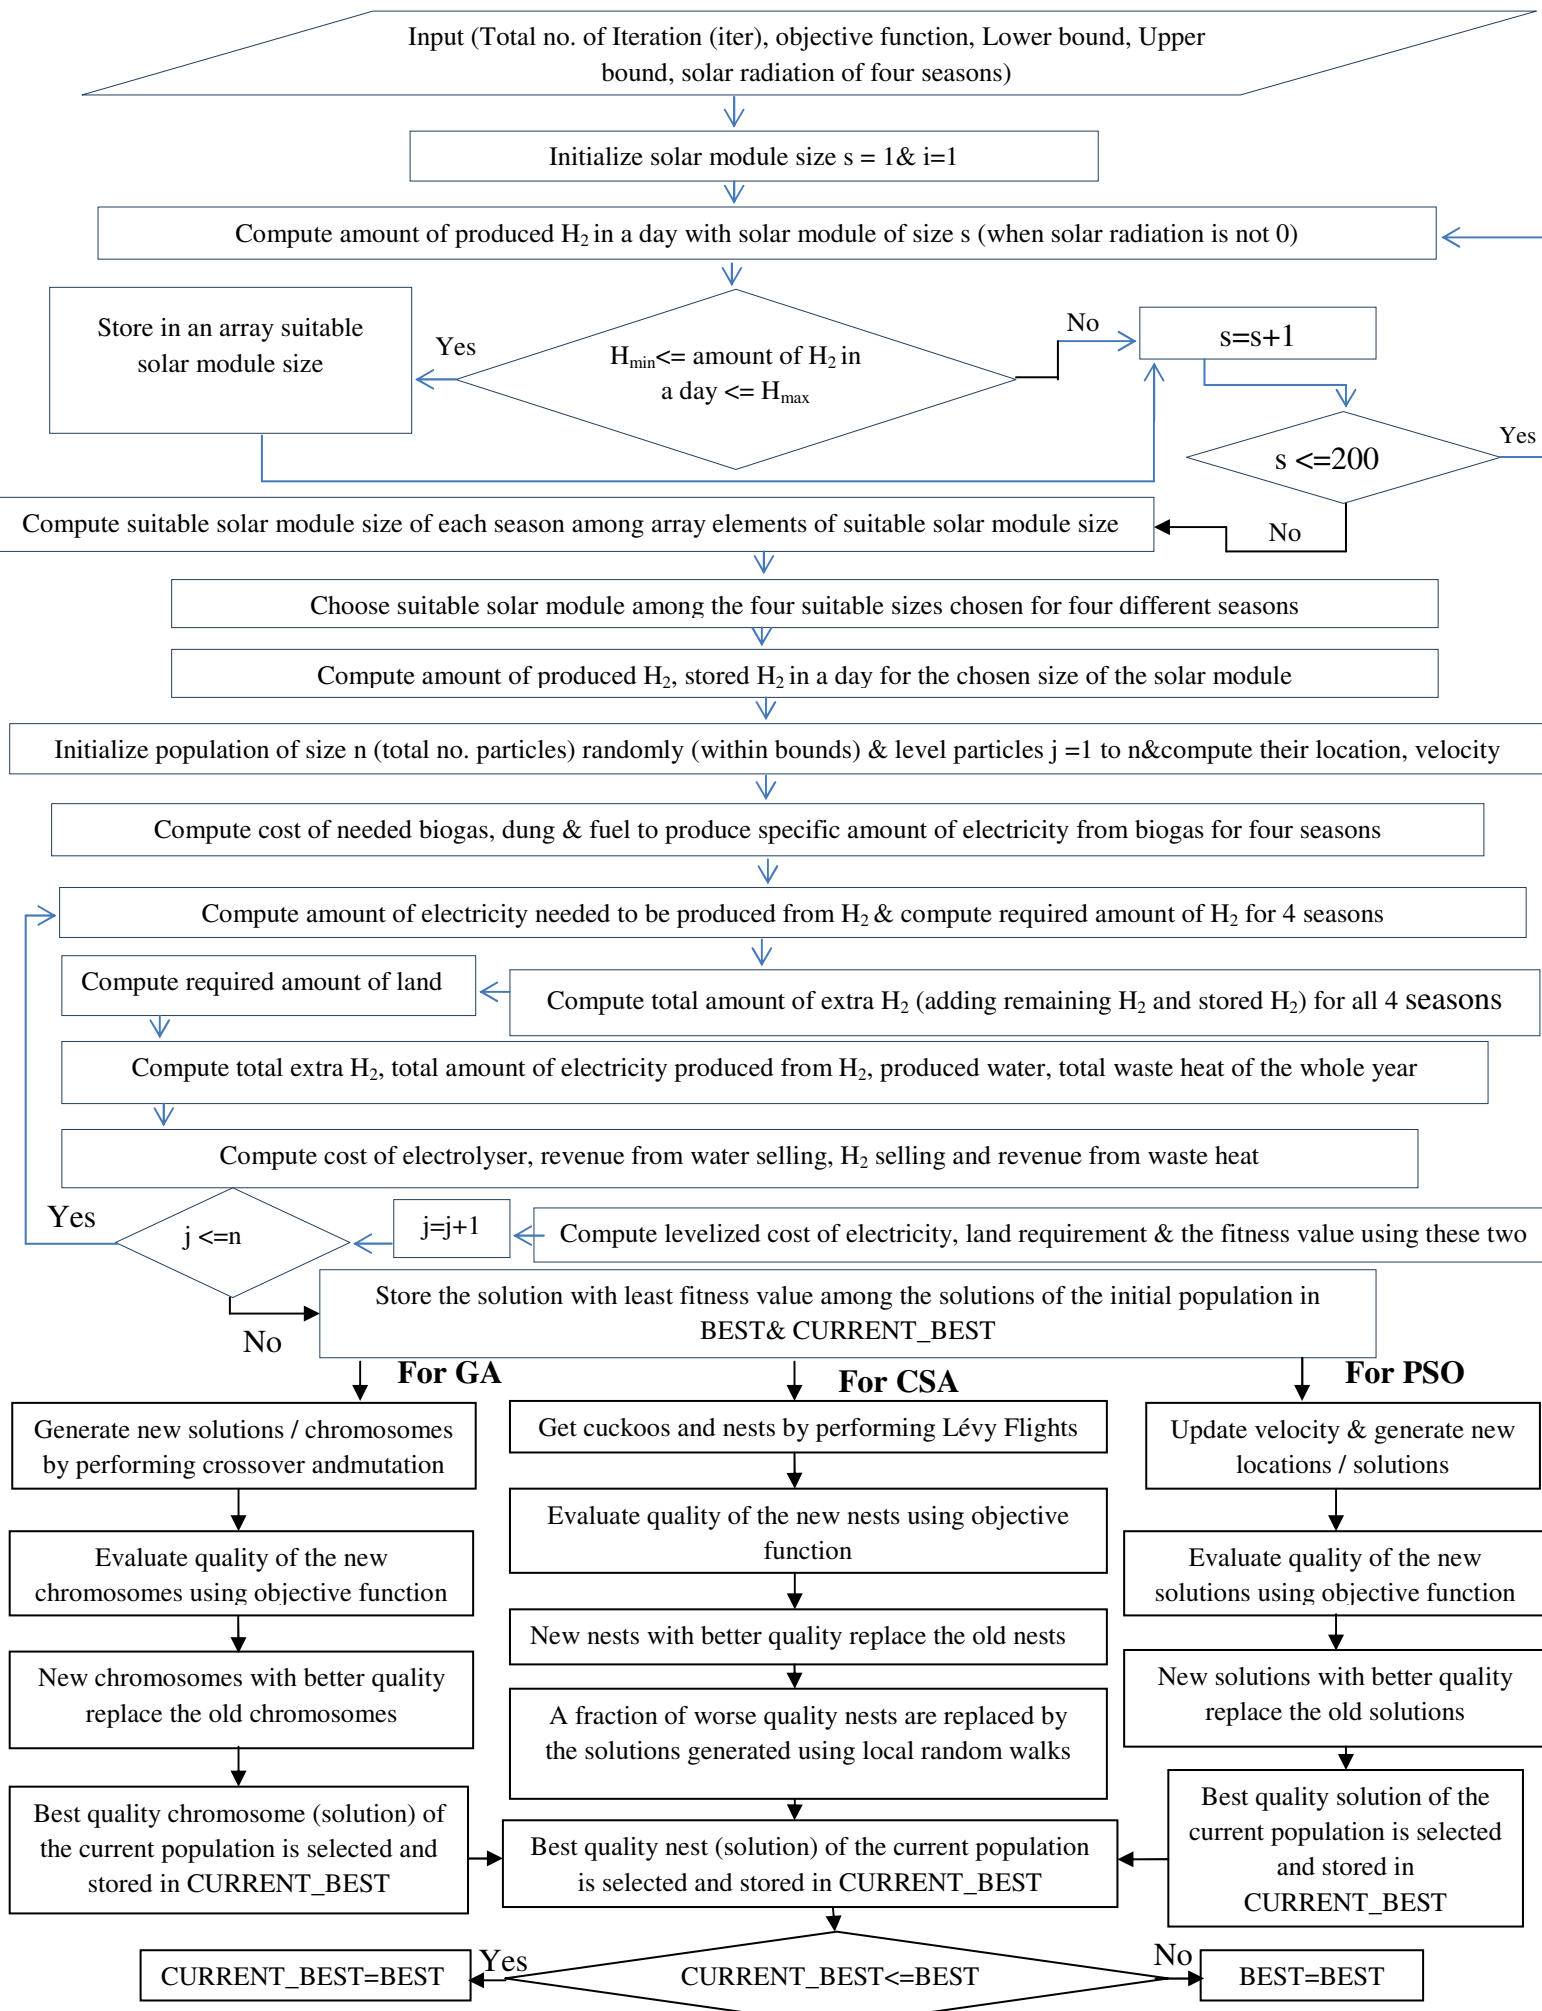 Input (Total no. of Iteration (iter), objective function, Lower bound, Upper
bound, solar radiation of four seasons)
Initialize solar module size s = 1& i=1
Compute amount of produced H2 in a day with solar module of size s (when solar radiation is not 0)
Store in an array suitable
solar module size
Yes
Hmin<= amount of H2 in
a day <= Hmax
No
s=s+1
s <=200
Yes
No
Compute suitable solar module size of each season among array elements of suitable solar module size
Choose suitable solar module among the four suitable sizes chosen for four different seasons
Compute amount of produced H2, stored H2 in a day for the chosen size of the solar module
Initialize population of size n (total no. particles) randomly (within bounds) & level particles j =1 to n&compute their location, velocity
Compute cost of needed biogas, dung & fuel to produce specific amount of electricity from biogas for four seasons
Compute amount of electricity needed to be produced from H2 & compute required amount of H2 for 4 seasons
Compute required amount of land
Compute total amount of extra H2 (adding remaining H2 and stored H2) for all 4 seasons
Compute total extra H2, total amount of electricity produced from H2, produced water, total waste heat of the whole year
Compute cost of electrolyser, revenue from water selling, H2 selling and revenue from waste heat
Yes
j <=n
j=j+1
Compute levelized cost of electricity, land requirement & the fitness value using these two
No
Store the solution with least fitness value among the solutions of the initial population in
BEST& CURRENT_BEST
For GA
For CSA
For PSO
Generate new solutions / chromosomes
by performing crossover andmutation
Evaluate quality of the new
chromosomes using objective function
New chromosomes with better quality
replace the old chromosomes
Best quality chromosome (solution) of
the current population is selected and
stored in CURRENT_BEST
Get cuckoos and nests by performing Lévy Flights
Evaluate quality of the new nests using objective
function
New nests with better quality replace the old nests
A fraction of worse quality nests are replaced by
the solutions generated using local random walks
Best quality nest (solution) of the current population
is selected and stored in CURRENT_BEST
Update velocity & generate new
locations / solutions
Evaluate quality of the new
solutions using objective function
New solutions with better quality
replace the old solutions
Best quality solution of the
current population is selected
and stored in
CURRENT_BEST
CURRENT_BEST=BEST
Yes
CURRENT_BEST<=BEST
No
BEST=BEST